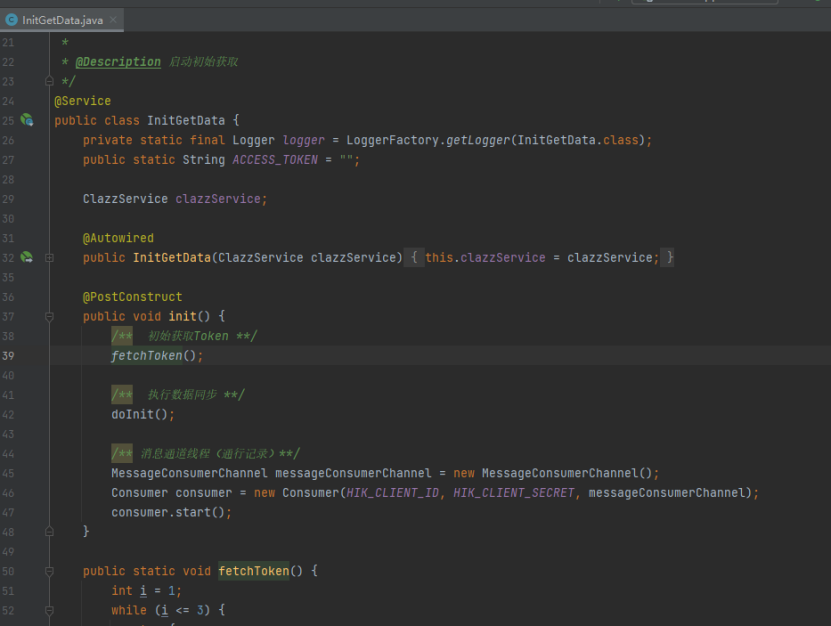 InitGetData.java
21 *
22 * @Description 启动初始获取
23 */
24 @Service
25 public class InitGetData {
26 private static final Logger logger = LoggerFactory.getLogger(InitGetData.class);
27 public static String ACCESS_TOKEN = "";
28
29 ClazzService clazzService;
30
31 @Autowired
32 public InitGetData(ClazzService clazzService) { this.clazzService = clazzService; }
35
36 @PostConstruct
37 public void init() {
38 /** 初始获取Token **/
39 fetchToken();
40
41 /** 执行数据同步 **/
42 doInit();
43
44 /** 消息通道线程（通行记录）**/
45 MessageConsumerChannel messageConsumerChannel = new MessageConsumerChannel();
46 Consumer consumer = new Consumer(HIK_CLIENT_ID, HIK_CLIENT_SECRET, messageConsumerChannel);
47 consumer.start();
48 }
49
50 public static void fetchToken() {
51 int i = 1;
52 while (i <= 3) {